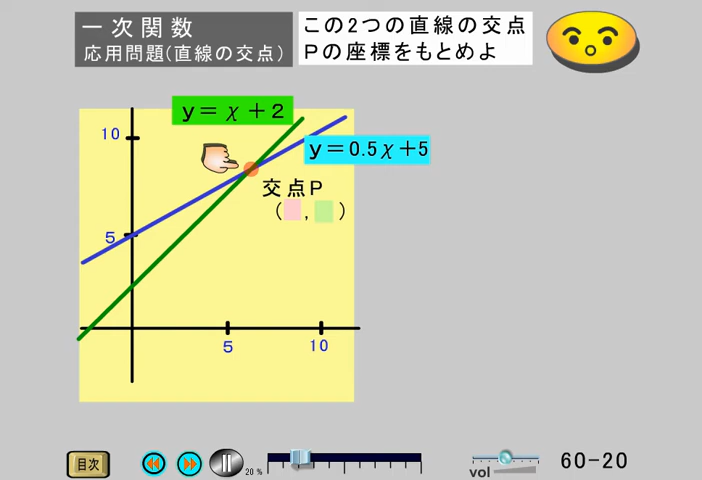 一次関数
応用問題(直線の交点)
この2つの直線の交点
Pの座標をもとめよ
y=χ+2
10
y=0.5χ+5
交点P
( , )
5
5
10
目次
20 %
vol
60-20